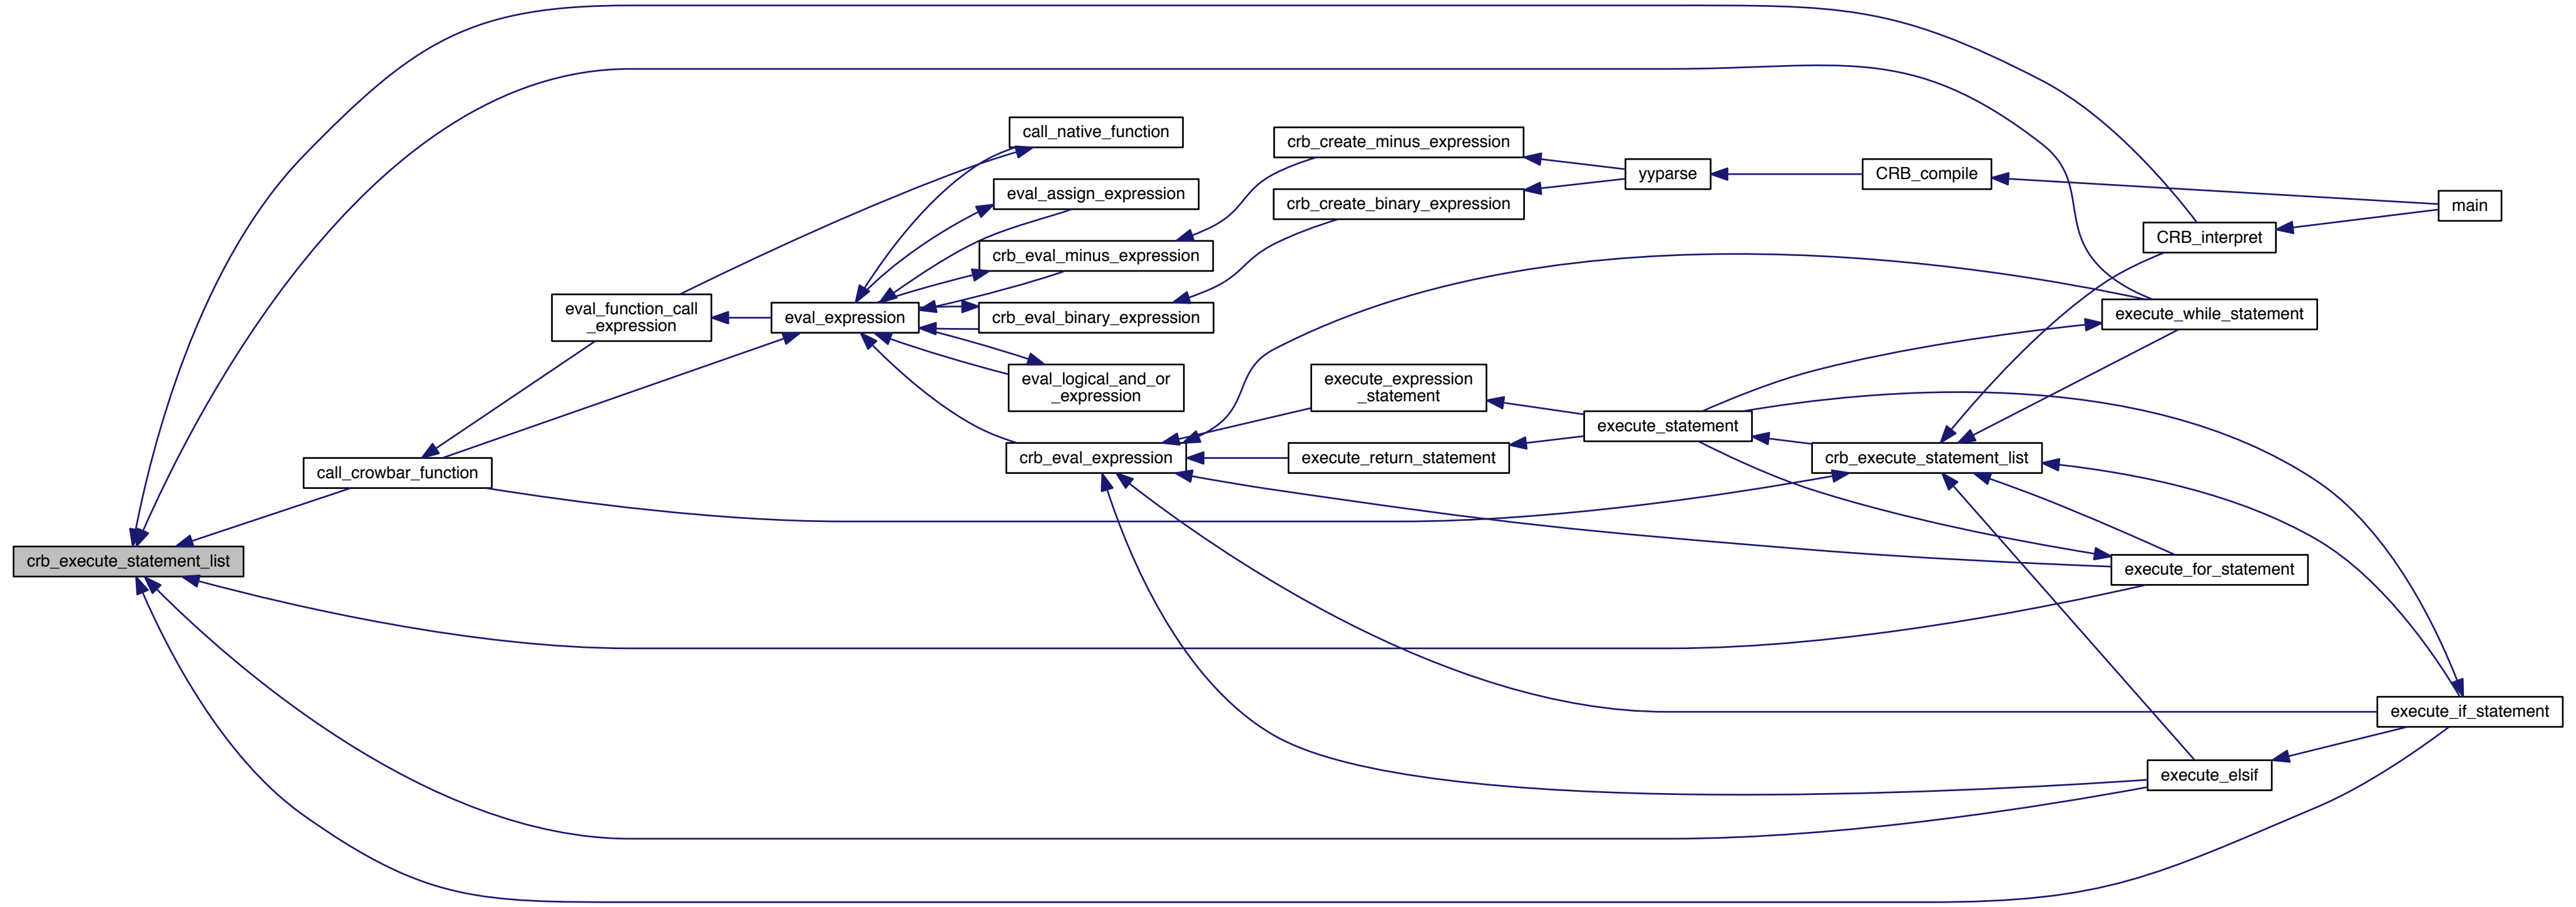 call_native_function
crb_create_minus_expression
yyparse
CRB_compile
eval_assign_expression
crb_create_binary_expression
main
CRB_interpret
crb_eval_minus_expression
eval_function_call
_expression
eval_expression
crb_eval_binary_expression
execute_while_statement
eval_logical_and_or
_expression
execute_expression
_statement
execute_statement
call_crowbar_function
crb_eval_expression
execute_return_statement
crb_execute_statement_list
crb_execute_statement_list
execute_for_statement
execute_if_statement
execute_elsif